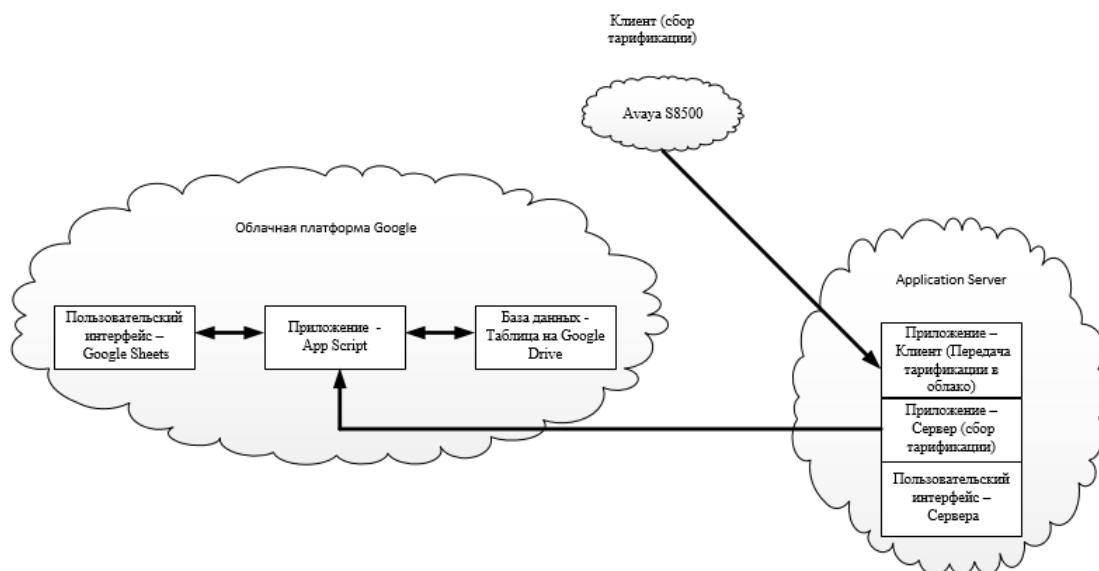 Клиент (сбор
тарификации)
Avaya S8500
Облачная платформа Google
Пользовательский
интерфейс –
Google Sheets
Приложение -
App Script
База данных -
Таблица на Google
Drive
Application Server
Приложение –
Клиент (Передача
тарификации в
облако)
Приложение –
Сервер (сбор
тарификации)
Пользовательский
интерфейс –
Сервера